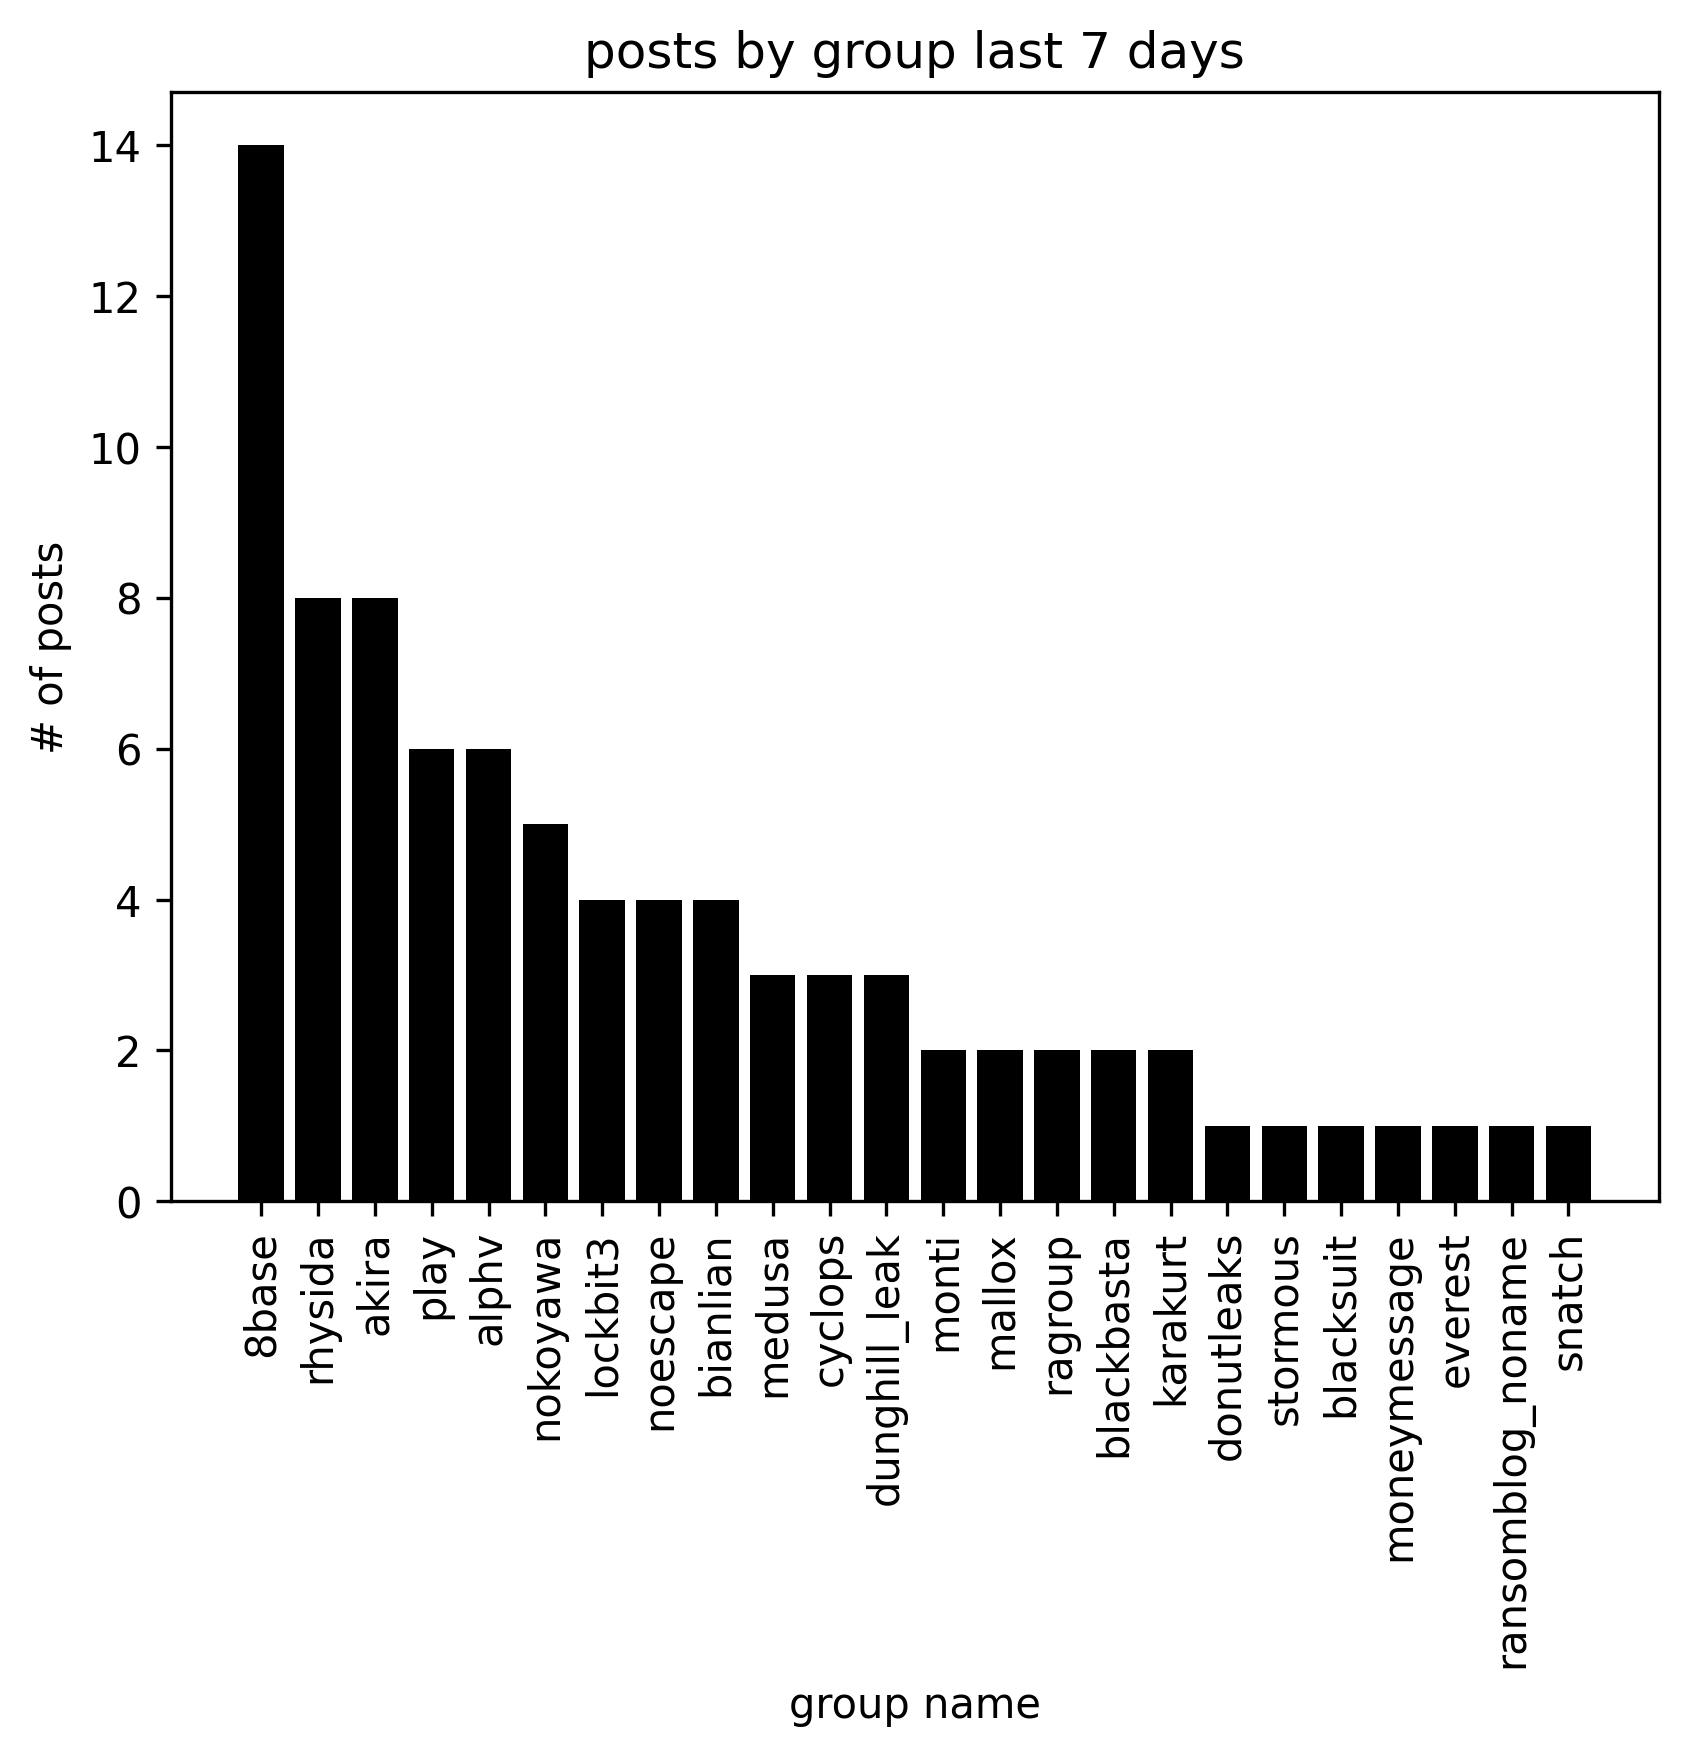 posts by group last 7 days
# of posts
14
12
10
8
6
4
2
0
8base
rhysida
akira
play
alphv
nokoyawa
lockbit3
noescape
bianlian
medusa
cyclops
dunghill_leak
monti
mallox
ragroup
blackbasta
karakurt
donutleaks
stormous
blacksuit
moneymessage
everest
ransomblog_noname
snatch
group name